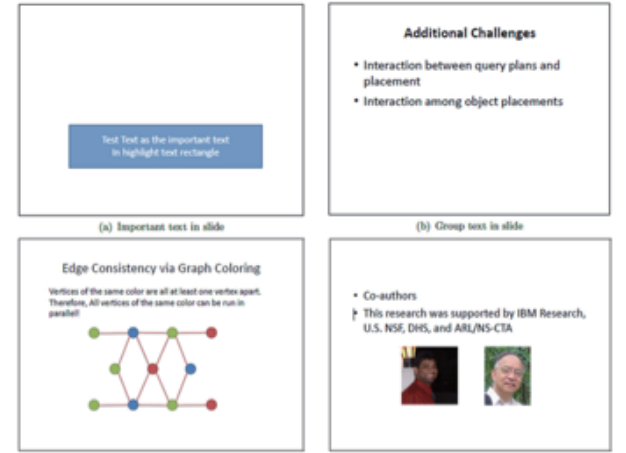 Test Text as the important text
In highlight text rectangle
(a) Important text in slide
Additional Challenges
• Interaction between query plans and
placement
• Interaction among object placements
(b) Group text in slide
Edge Consistency via Graph Coloring
Vertices of the same color are all at least one vertex apart.
Therefore, All vertices of the same color can be run in
parallel!
• Co-authors
• This research was supported by IBM Research,
U.S. NSF, DHS, and ARL/NS-CTA